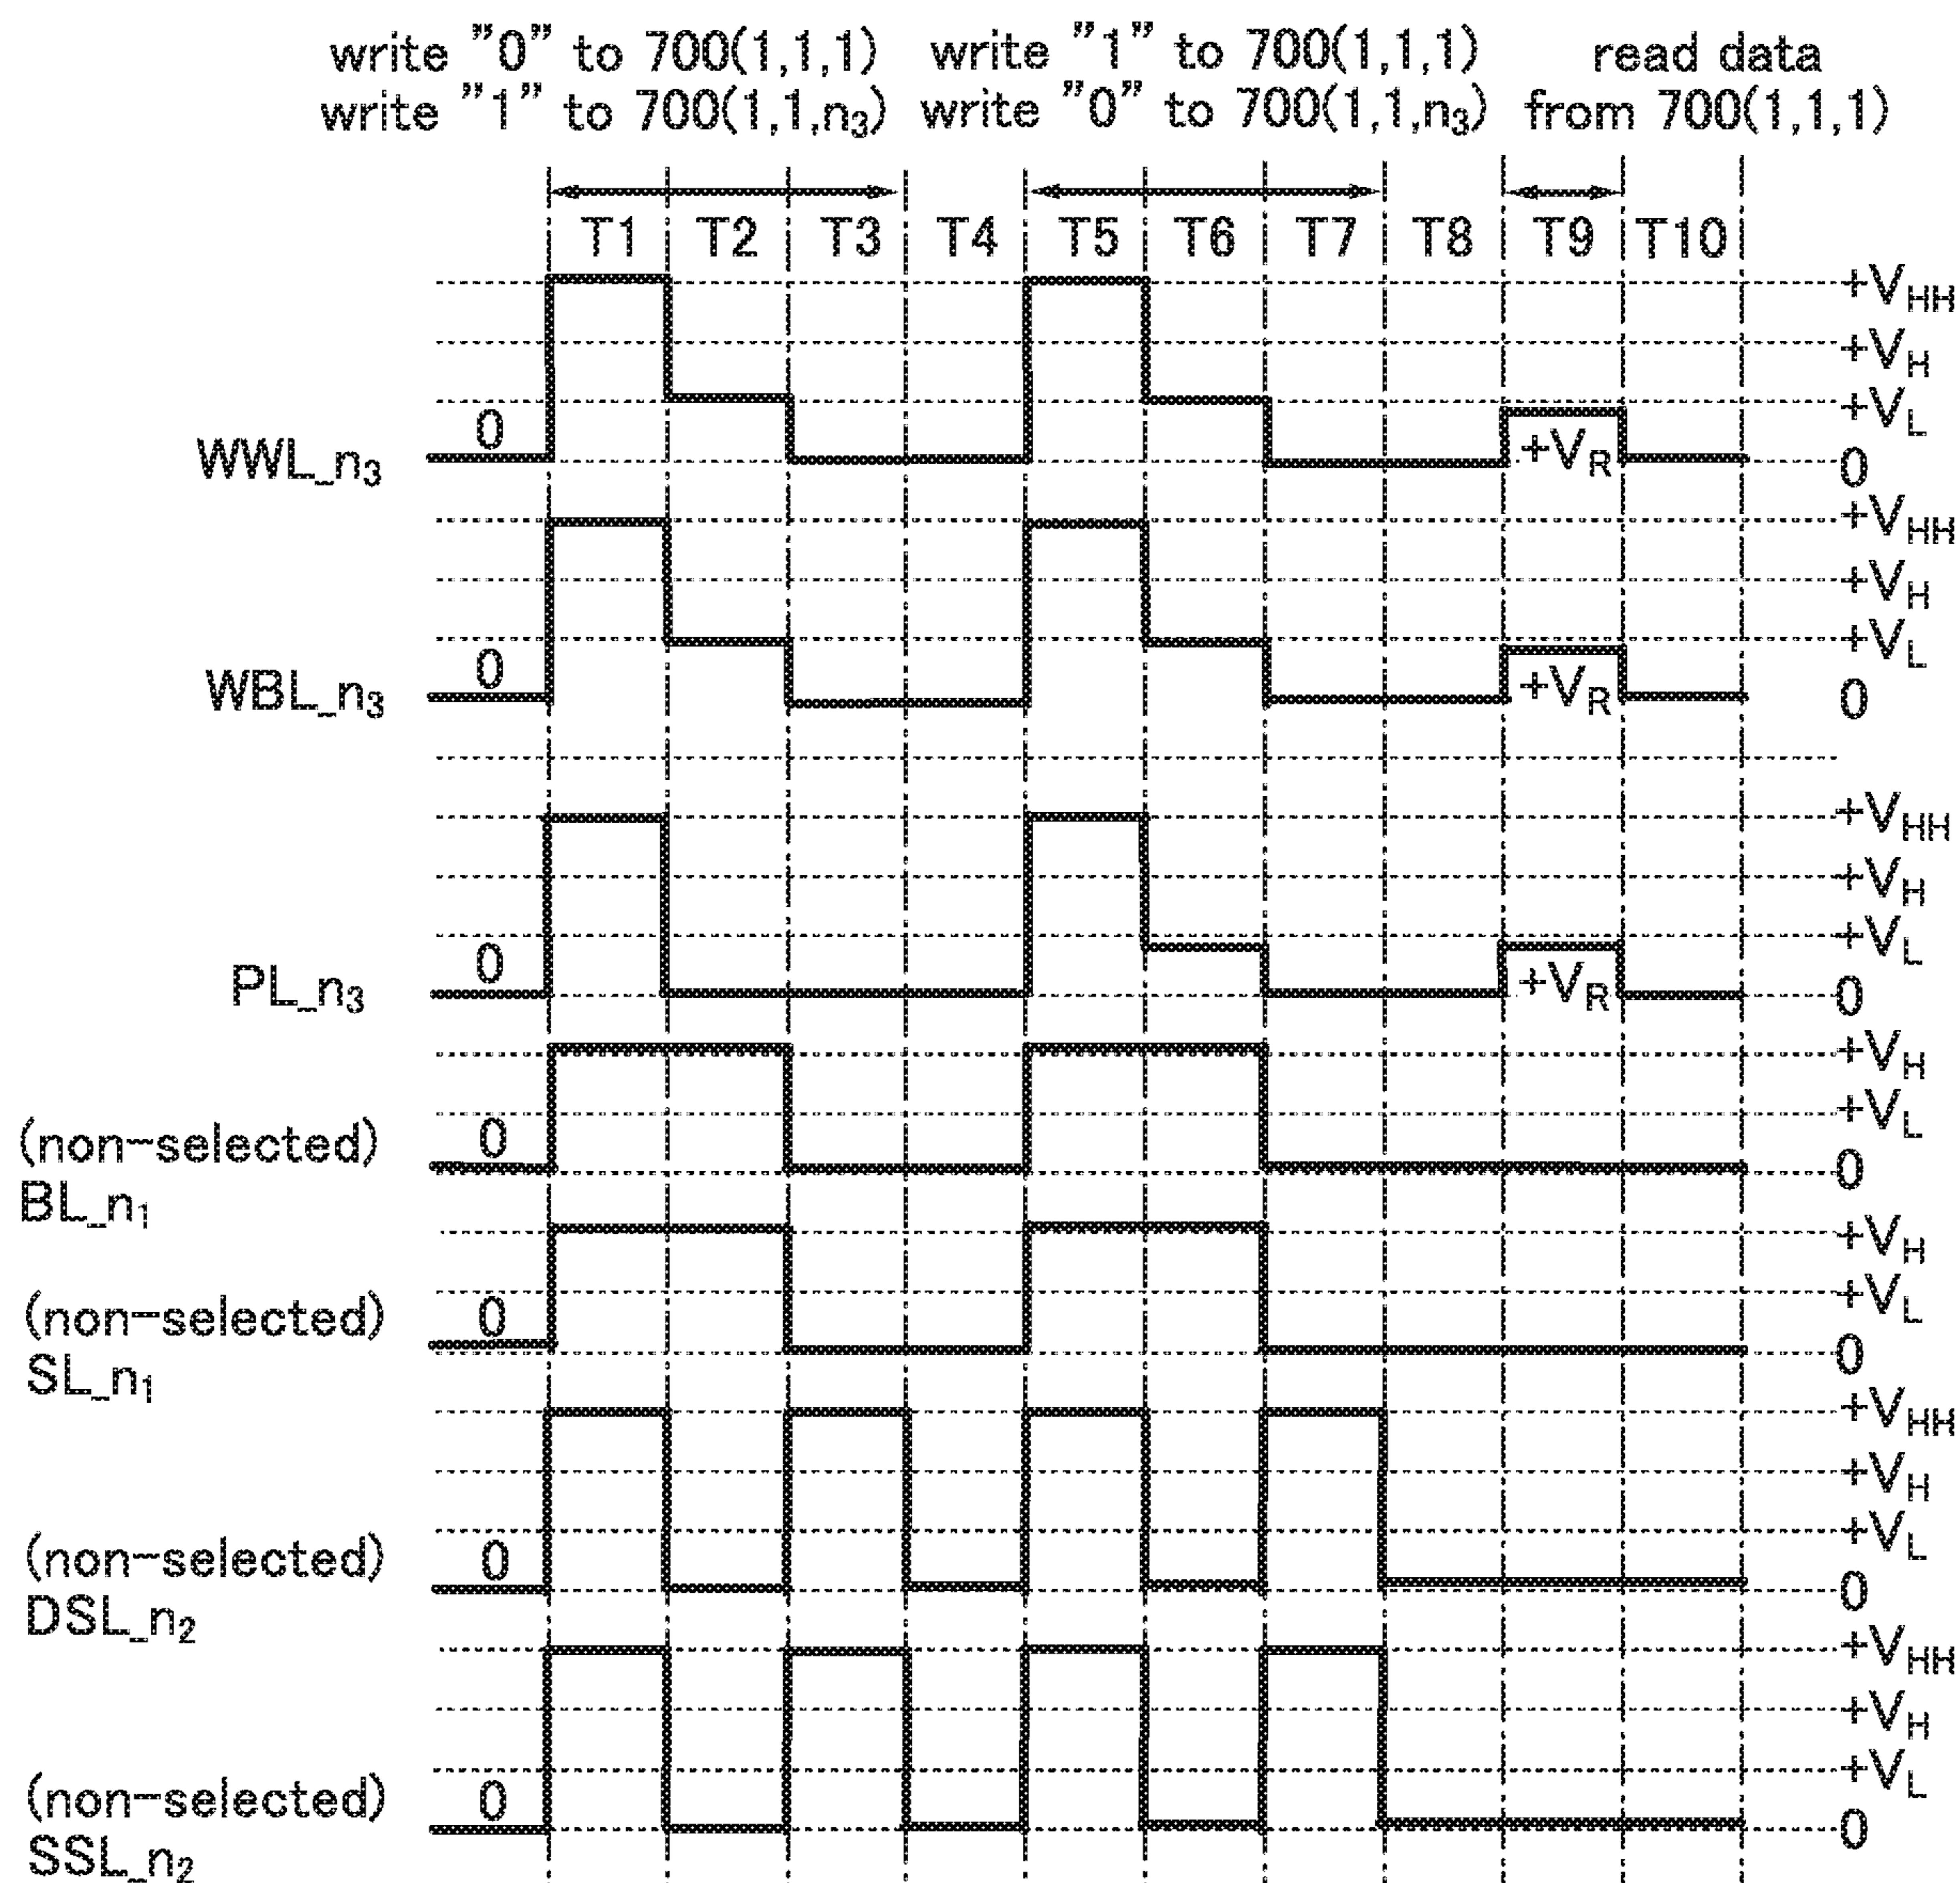 write "0" to 700(1,1,1) write "1" to 700(1,1,1) read data
write "1" to 700(1,1,n3) write "0" to 700(1,1,n3) from 700(1,1,1)
T1 T2 T3 T4 T5 T6 T7 T8 T9 T10
+VHH
+VH
+VL
0
WWL_n3 +VR 0
+VHH
+VH
+VL
0
WBL_n3 +VR 0
+VHH
+VH
+VL
0
PL_n3 +VR 0
+VH
+VL
(non-selected) 0
BL_n1 0
+VH
+VL
(non-selected) 0
SL_n1 0
+VHH
+VH
+VL
(non-selected) 0
DSL_n2 0
+VHH
+VH
+VL
(non-selected) 0 0
SSL_n2